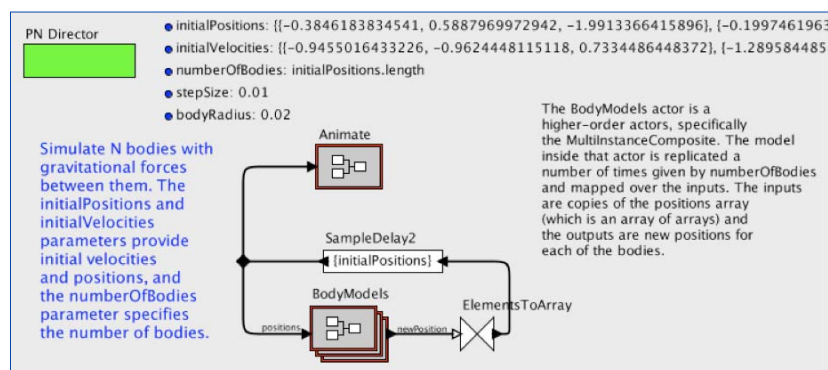 PN Director
initialPositions: {{-0.3846183834541, 0.5887969972942, -1.9913366415896}, {-0.1997461963
initialVelocities: {{-0.9455016433226, -0.9624448115118, 0.7334486448372}, {-1.289584485
numberOfBodies: initialPositions.length
stepSize: 0.01
bodyRadius: 0.02
Simulate N bodies with
gravitational forces
between them. The
initialPositions and
initialVelocities
parameters provide
initial velocities
and positions, and
the numberOfBodies
parameter specifies
the number of bodies.
Animate
The BodyModels actor is a
higher-order actors, specifically
the MultiInstanceComposite. The model
inside that actor is replicated a
number of times given by numberOfBodies
and mapped over the inputs. The inputs
are copies of the positions array
(which is an array of arrays) and
the outputs are new positions for
each of the bodies.
SampleDelay2
{initialPositions}
BodyModels
ElementsToArray
positions
newPosition